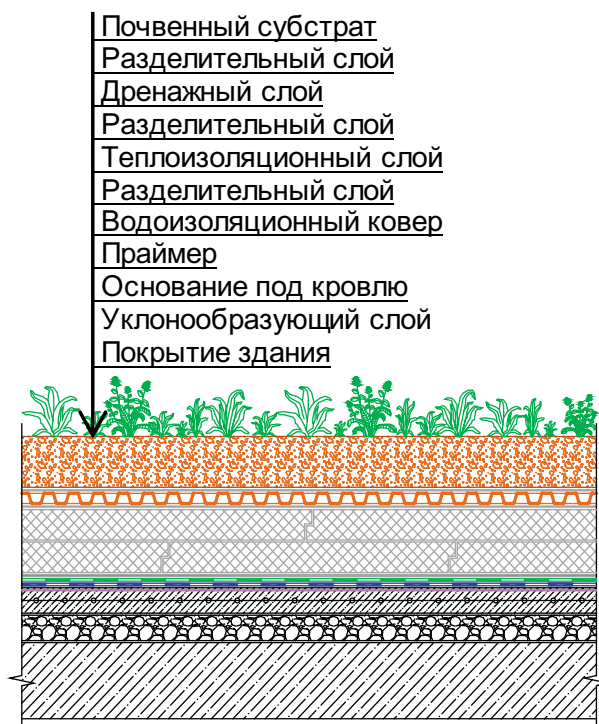 Почвенный субстрат
Разделительный слой
Дренажный слой
Разделительный слой
Теплоизоляционный слой
Разделительный слой
Водоизоляционный ковер
Праймер
Основание под кровлю
Уклонообразующий слой
Покрытие здания